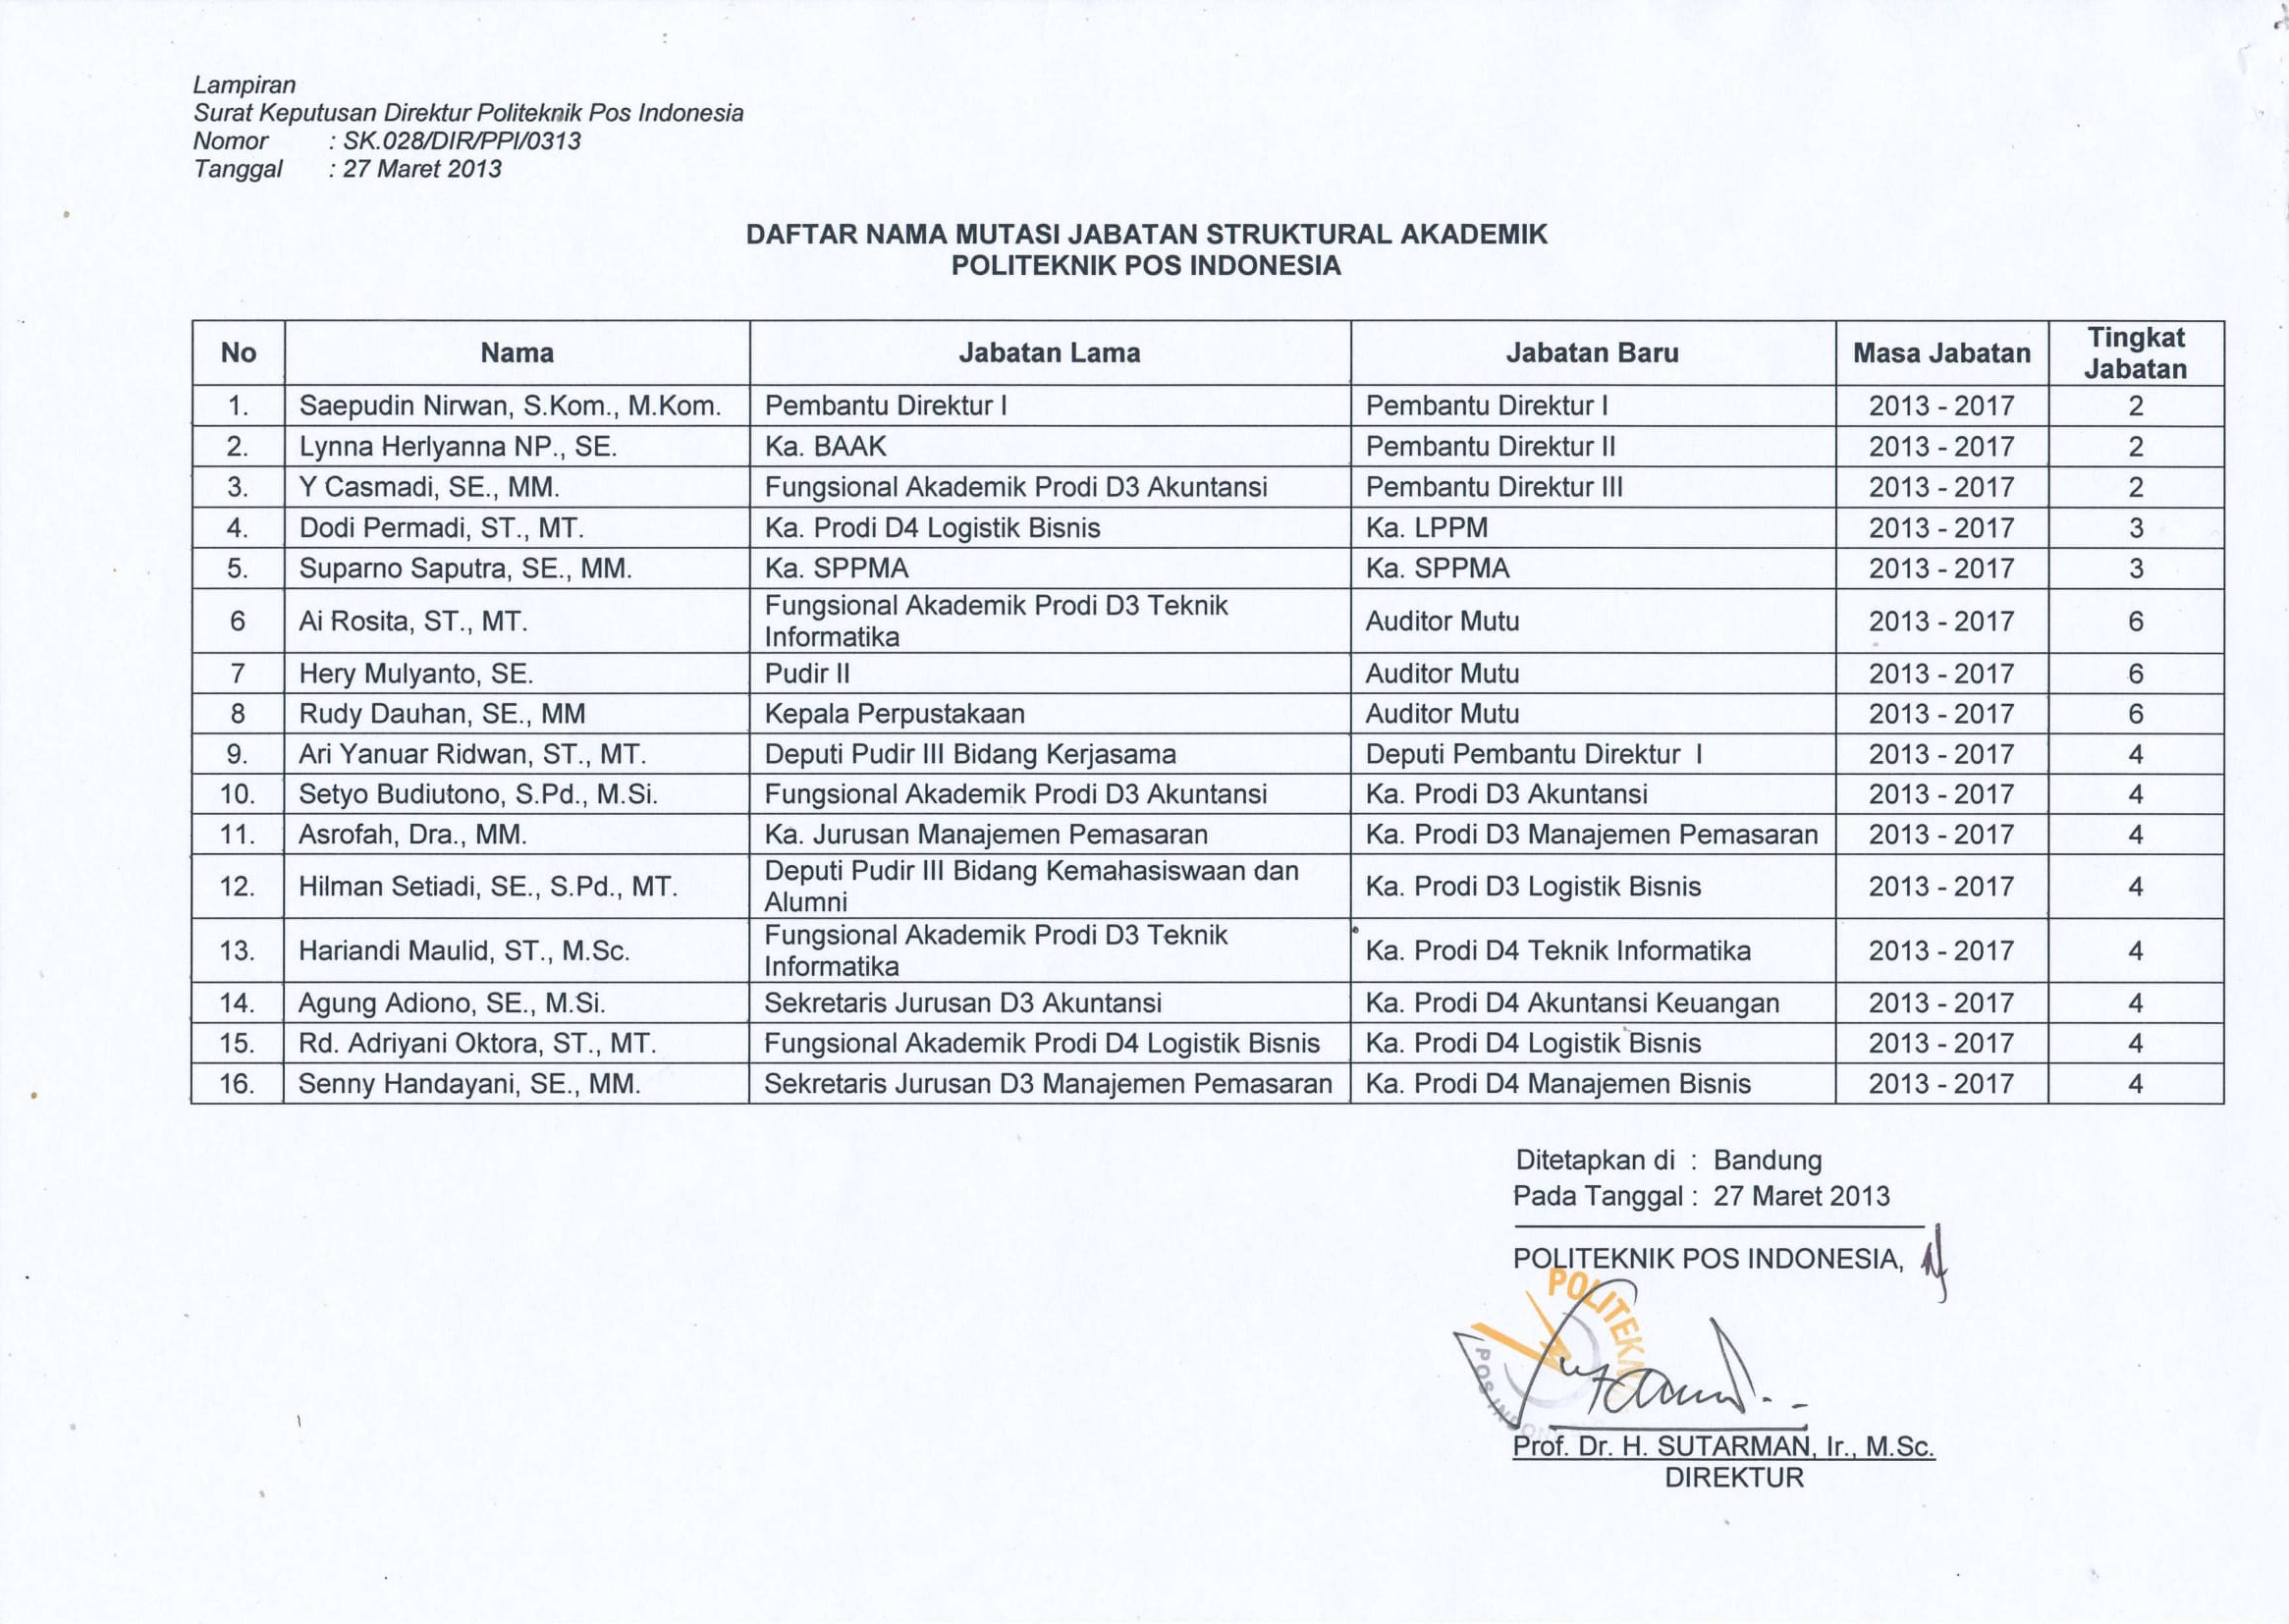 Lampiran
Surat Keputusan Direktur Politeknik Pos Indonesia
Nomor : SK.028/DIR/PPI/0313
Tanggal : 27 Maret 2013
DAFTAR NAMA MUTASI JABATAN STRUKTURAL AKADEMIK
POLITEKNIK POS INDONESIA
No Nama Jabatan Lama Jabatan Baru Masa Jabatan Tingkat Jabatan
1. Saepudin Nirwan, S.Kom., M.Kom. Pembantu Direktur I Pembantu Direktur I 2013 - 2017 2
2. Lynna Herlyanna NP., SE. Ka. BAAK Pembantu Direktur II 2013 - 2017 2
3. Y Casmadi, SE., MM. Fungsional Akademik Prodi D3 Akuntansi Pembantu Direktur III 2013 - 2017 2
4. Dodi Permadi, ST., MT. Ka. Prodi D4 Logistik Bisnis Ka. LPPM 2013 - 2017 3
5. Suparno Saputra, SE., MM. Ka. SPPMA Ka. SPPMA 2013 - 2017 3
6 Ai Rosita, ST., MT. Fungsional Akademik Prodi D3 Teknik Informatika Auditor Mutu 2013 - 2017 6
7 Hery Mulyanto, SE. Pudir II Auditor Mutu 2013 - 2017 6
8 Rudy Dauhan, SE., MM Kepala Perpustakaan Auditor Mutu 2013 - 2017 6
9. Ari Yanuar Ridwan, ST., MT. Deputi Pudir III Bidang Kerjasama Deputi Pembantu Direktur I 2013 - 2017 4
10. Setyo Budiutono, S.Pd., M.Si. Fungsional Akademik Prodi D3 Akuntansi Ka. Prodi D3 Akuntansi 2013 - 2017 4
11. Asrofah, Dra., MM. Ka. Jurusan Manajemen Pemasaran Ka. Prodi D3 Manajemen Pemasaran 2013 - 2017 4
12. Hilman Setiadi, SE., S.Pd., MT. Deputi Pudir III Bidang Kemahasiswaan dan Alumni Ka. Prodi D3 Logistik Bisnis 2013 - 2017 4
13. Hariandi Maulid, ST., M.Sc. Fungsional Akademik Prodi D3 Teknik Informatika Ka. Prodi D4 Teknik Informatika 2013 - 2017 4
14. Agung Adiono, SE., M.Si. Sekretaris Jurusan D3 Akuntansi Ka. Prodi D4 Akuntansi Keuangan 2013 - 2017 4
15. Rd. Adriyani Oktora, ST., MT. Fungsional Akademik Prodi D4 Logistik Bisnis Ka. Prodi D4 Logistik Bisnis 2013 - 2017 4
16. Senny Handayani, SE., MM. Sekretaris Jurusan D3 Manajemen Pemasaran Ka. Prodi D4 Manajemen Bisnis 2013 - 2017 4
Ditetapkan di : Bandung
Pada Tanggal : 27 Maret 2013
POLITEKNIK POS INDONESIA,
Prof. Dr. H. SUTARMAN, Ir., M.Sc.
DIREKTUR